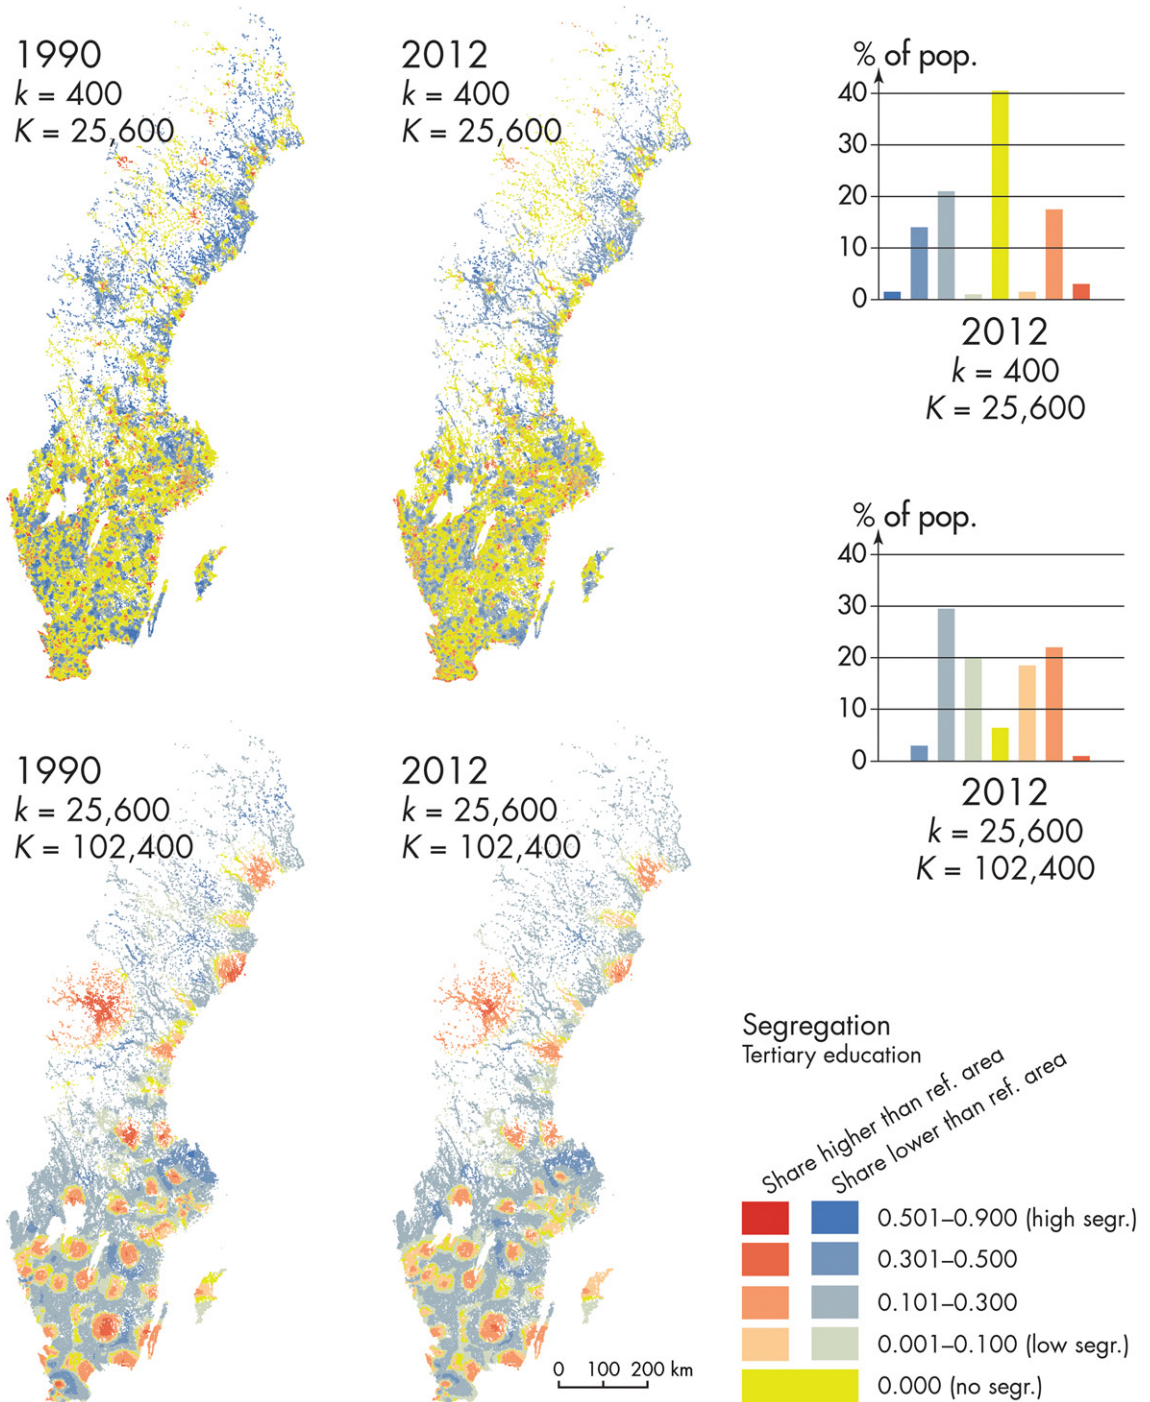 1990
k = 400
K = 25,600
2012
k = 400
K = 25,600
% of pop.
40
30
20
10
0
2012
k = 400
K = 25,600
% of pop.
40
30
20
10
0
2012
k = 25,600
K = 102,400
1990
k = 25,600
K = 102,400
2012
k = 25,600
K = 102,400
0 100 200 km
Segregation
Tertiary education
Share higher than ref. area
Share lower than ref. area
0.501–0.900 (high segr.)
0.301–0.500
0.101–0.300
0.001–0.100 (low segr.)
0.000 (no segr.)